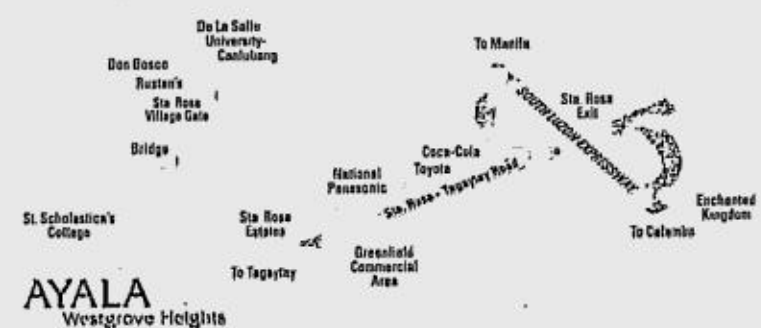 De La Salle
University-
Canlubang
Don Bosco
Rustan's
Sta Rosa
Village Gate
Bridge
St. Scholastica's
College
To Manila
SOUTH LUZON EXPRESSWAY
Sta. Rosa
Exit
Coca-Cola
Toyota
National
Panasonic
Sta. Rosa - Tagaytay Road
Enchanted
Kingdom
To Calamba
Sta Rosa
Estates
To Tagaytay
Greenfield
Commercial
Area
AYALA
Westgrove Heights